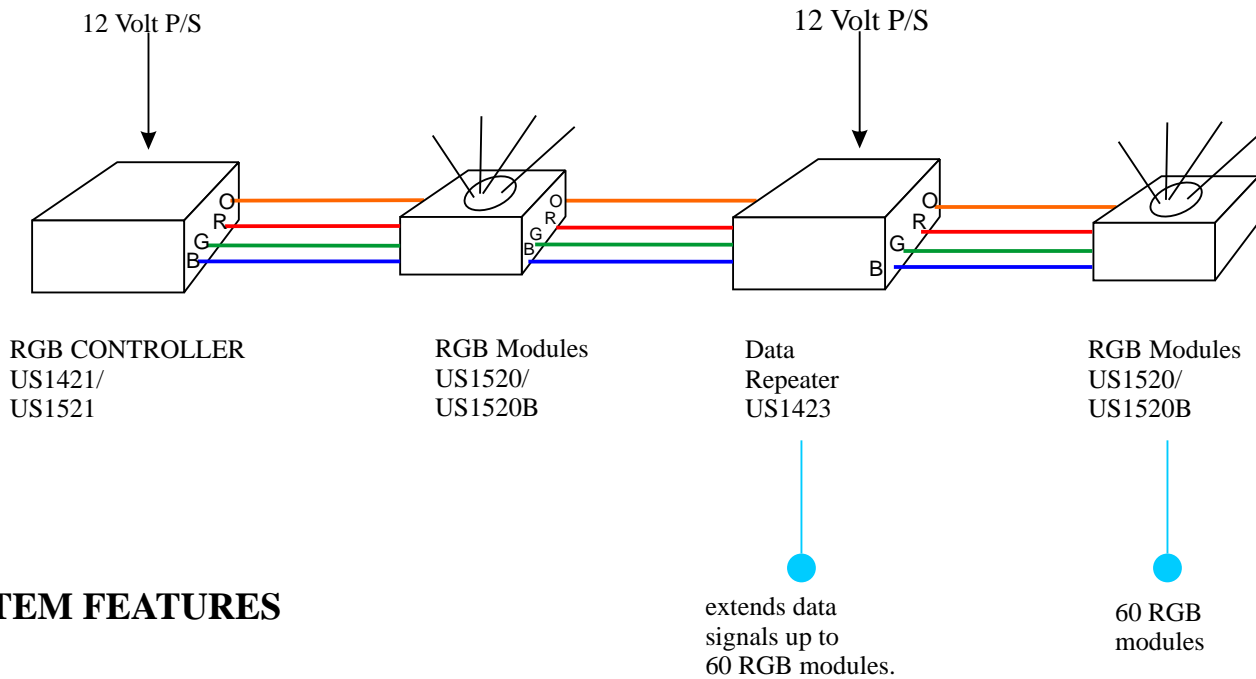 12 Volt P/S
12 Volt P/S
O
R
G
B
O
R
G
B
O
R
G
B
RGB CONTROLLER
US1421/
US1521
RGB Modules
US1520/
US1520B
Data
Repeater
US1423
RGB Modules
US1520/
US1520B
TEM FEATURES
extends data
signals up to
60 RGB modules.
60 RGB
modules